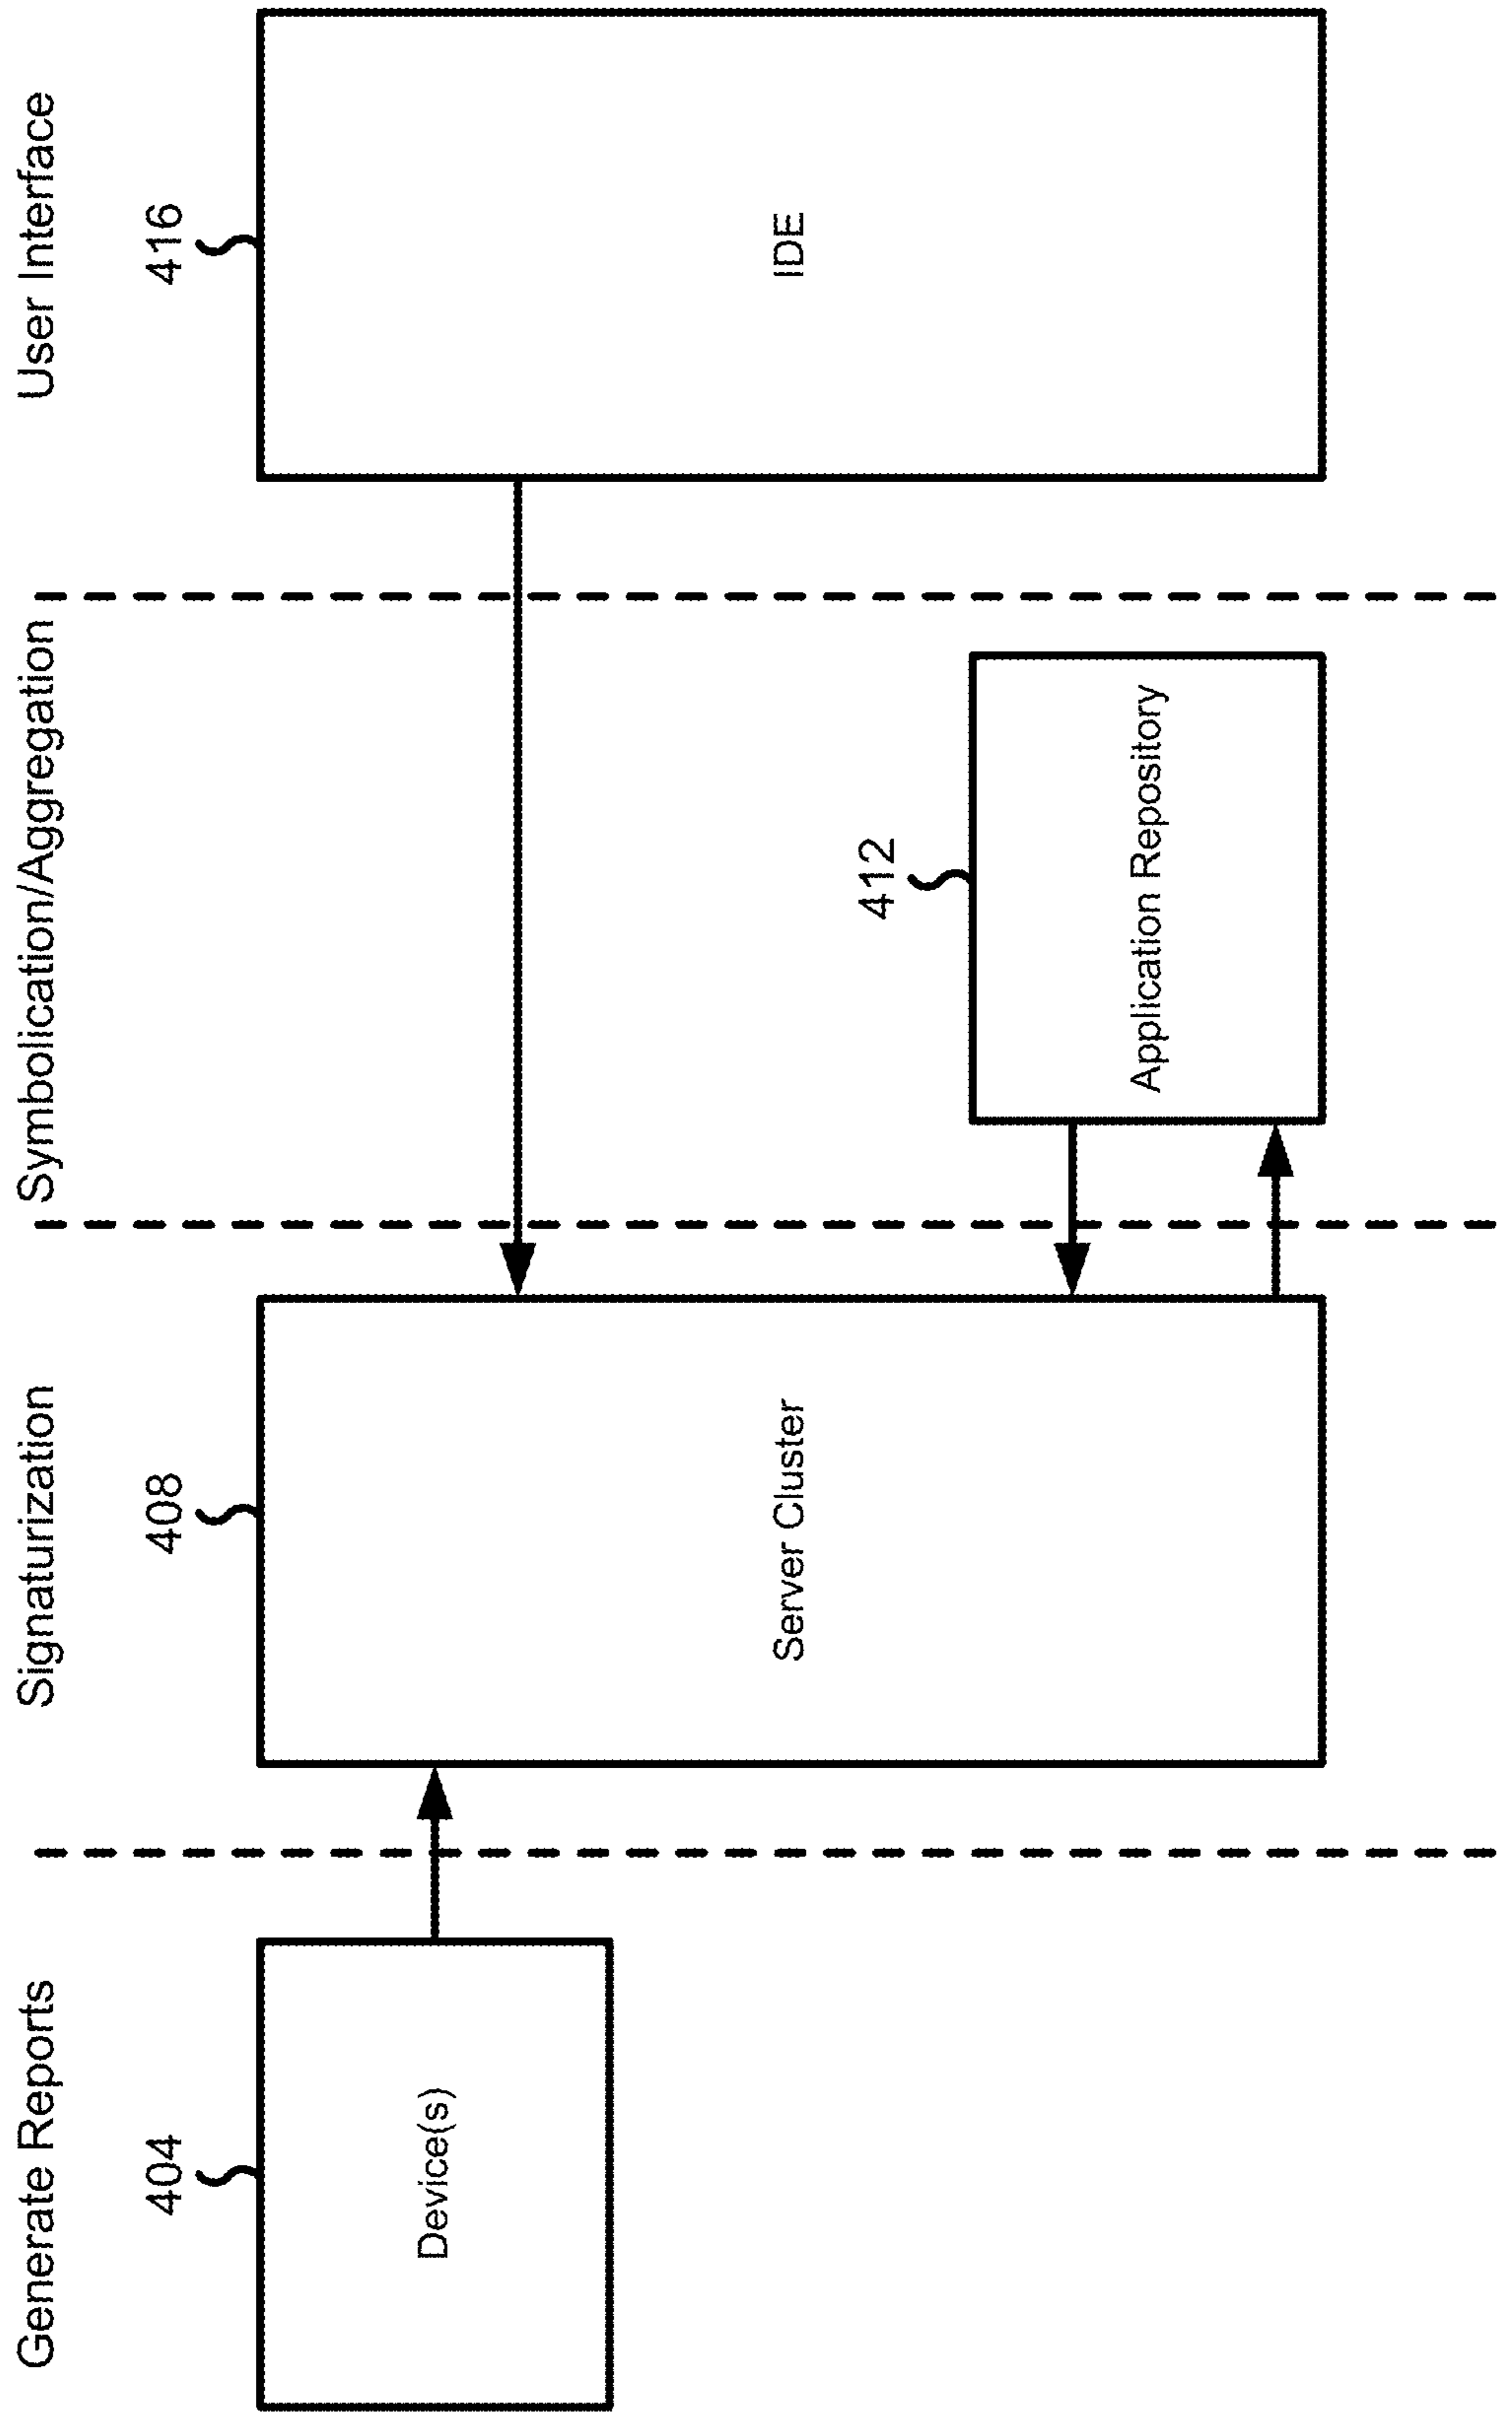 Generate Reports
Signaturization
Symbolication/Aggregation
User Interface
404
408
412
416
Device(s)
Server Cluster
Application Repository
IDE